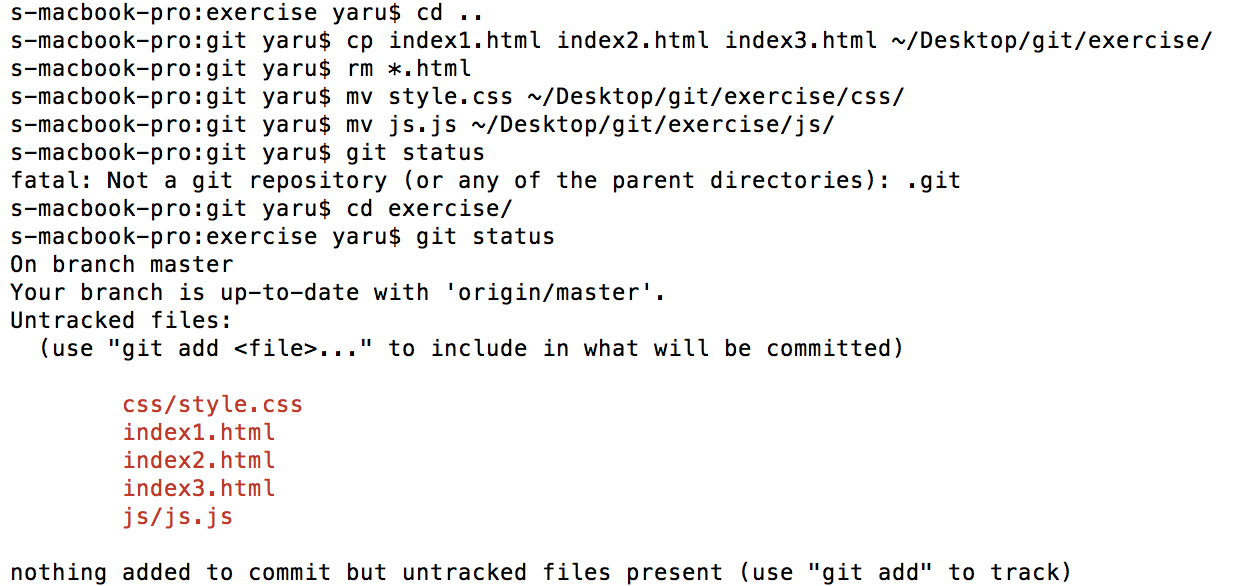 s-macbook-pro:exercise yaru$ cd ..
s-macbook-pro:git yaru$ cp index1.html index2.html index3.html ~/Desktop/git/exercise/
s-macbook-pro:git yaru$ rm *.html
s-macbook-pro:git yaru$ mv style.css ~/Desktop/git/exercise/css/
s-macbook-pro:git yaru$ mv js.js ~/Desktop/git/exercise/js/
s-macbook-pro:git yaru$ git status
fatal: Not a git repository (or any of the parent directories): .git
s-macbook-pro:git yaru$ cd exercise/
s-macbook-pro:exercise yaru$ git status
On branch master
Your branch is up-to-date with 'origin/master'.
Untracked files:
  (use "git add <file>..." to include in what will be committed)

        css/style.css
        index1.html
        index2.html
        index3.html
        js/js.js

nothing added to commit but untracked files present (use "git add" to track)